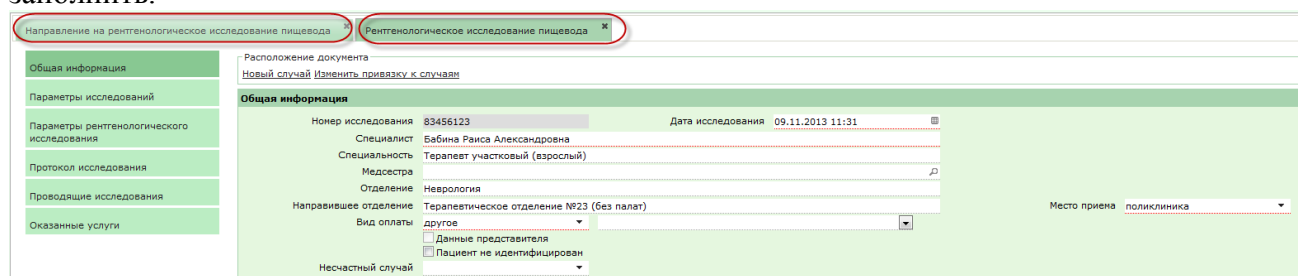 заполнить.
Направление на рентгенологическое исследование пищевода
Рентгенологическое исследование пищевода
Общая информация
Параметры исследований
Параметры рентгенологического
исследования
Протокол исследования
Проводящие исследования
Оказанные услуги
Расположение документа
Новый случай Изменить привязку к случаям
Общая информация
Номер исследования 83456123 Дата исследования 09.11.2013 11:31
Специалист Бабина Раиса Александровна
Специальность Терапевт участковый (взрослый)
Медсестра
Отделение Неврология
Направившее отделение Терапевтическое отделение №23 (без палат) Место приема поликлиника
Вид оплаты другое
Данные представителя
Пациент не идентифицирован
Несчастный случай